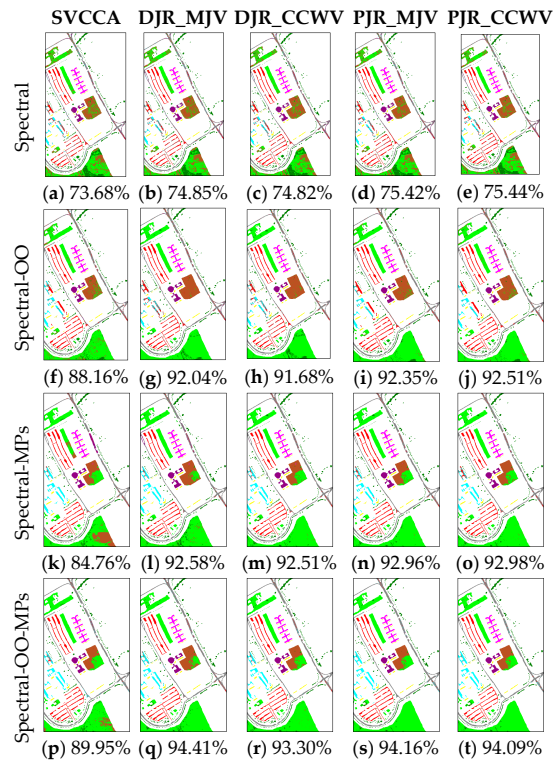 SVCCA DJR_MJV DJR_CCWV PJR_MJV PJR_CCWV
Spectral
(a) 73.68% (b) 74.85% (c) 74.82% (d) 75.42% (e) 75.44%
Spectral-OO
(f) 88.16% (g) 92.04% (h) 91.68% (i) 92.35% (j) 92.51%
Spectral-MPs
(k) 84.76% (l) 92.58% (m) 92.51% (n) 92.96% (o) 92.98%
Spectral-OO-MPs
(p) 89.95% (q) 94.41% (r) 93.30% (s) 94.16% (t) 94.09%